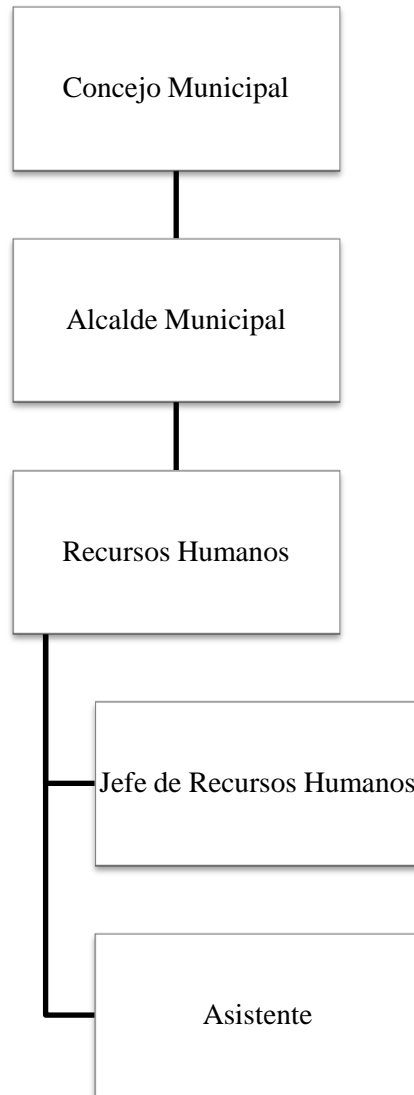 Concejo Municipal
Alcalde Municipal
Recursos Humanos
Jefe de Recursos Humanos
Asistente